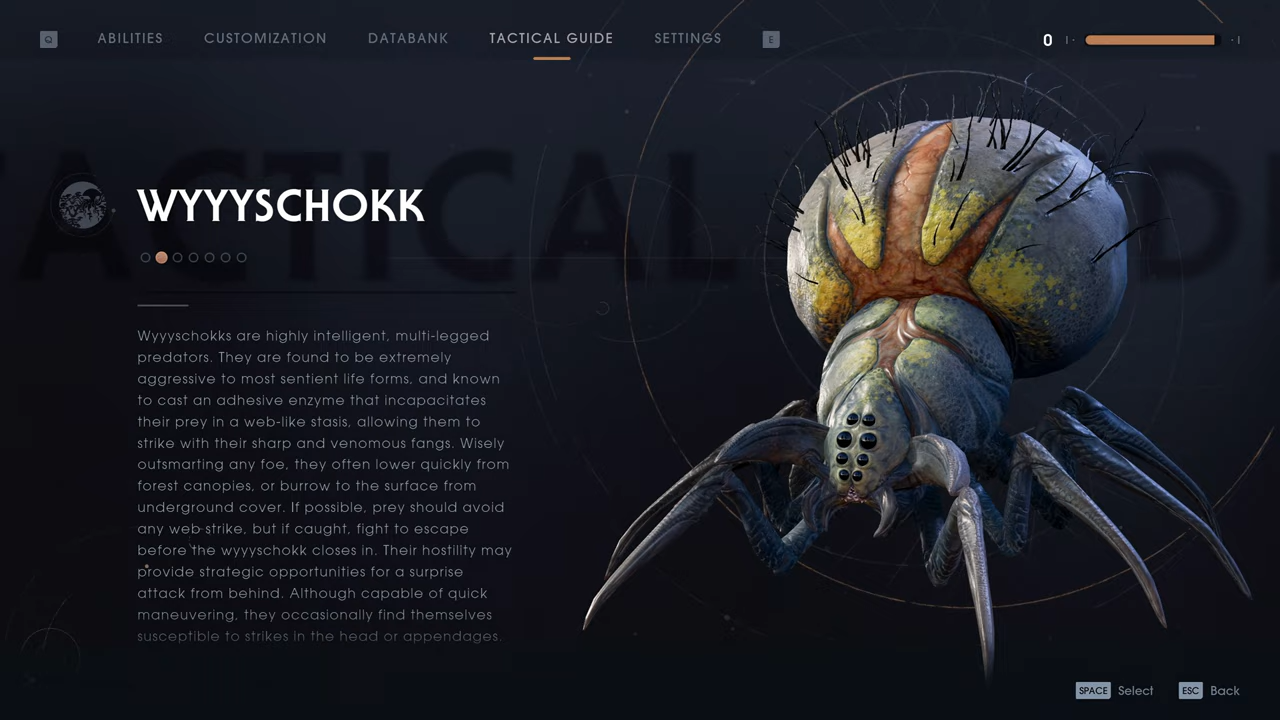 Q ABILITIES CUSTOMIZATION DATABANK TACTICAL GUIDE SETTINGS E 0
TACTICAL
WYYYSCHOKK
Wyyyschokks are highly intelligent, multi-legged
predators. They are found to be extremely
aggressive to most sentient life forms, and known
to cast an adhesive enzyme that incapacitates
their prey in a web-like stasis, allowing them to
strike with their sharp and venomous fangs. Wisely
outsmarting any foe, they often lower quickly from
forest canopies, or burrow to the surface from
underground cover. If possible, prey should avoid
any web strike, but if caught, fight to escape
before the wyyyschokk closes in. Their hostility may
provide strategic opportunities for a surprise
attack from behind. Although capable of quick
maneuvering, they occasionally find themselves
susceptible to strikes in the head or appendages.
SPACE Select ESC Back